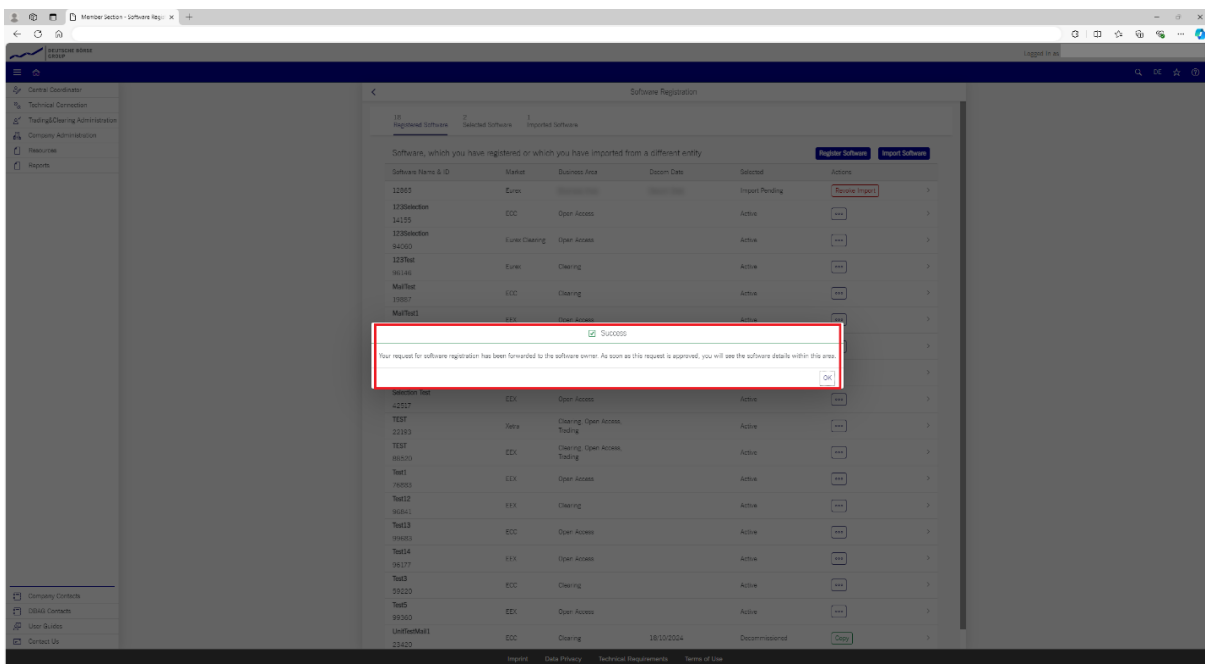 Member Section - Software Regis
DEUTSCHE BÖRSE
GROUP
Logged in as
DE
Central Coordinator
Technical Connection
Trading&Clearing Administration
Company Administration
Resources
Reports
Software Registration
18 2 1
Registered Software Selected Software Imported Software
Software, which you have registered or which you have imported from a different entity
Register Software Import Software
Software Name & ID Market Business Area Decom Date Selected Actions
12865 Eurex Import Pending Revoke Import
123Selection
ECC Open Access Active
14155
123Selection
Eurex Clearing Open Access Active
94080
123Test
Eurex Clearing Active
MailTest
ECC Clearing Active
19887
MailTest1
EEX Open Access Active
Success
Your request for software registration has been forwarded to the software owner. As soon as this request is approved, you will see the software details within this area.
OK
Selection Test
EEX Open Access Active
42517
TEST
Xetra Clearing, Open Access, Trading Active
22193
TEST
EEX Clearing, Open Access, Trading Active
86520
Test1
EEX Open Access Active
Test12
EEX Clearing Active
Test13
ECC Open Access Active
Test14
EEX Open Access Active
96177
Test3
ECC Clearing Active
59220
Test5
EEX Open Access Active
99360
UnitTestMail1
ECC Clearing 18/10/2024 Decommissioned Copy
23420
Company Contacts
DBAG Contacts
User Guides
Contact Us
Imprint Data Privacy Technical Requirements Terms of Use